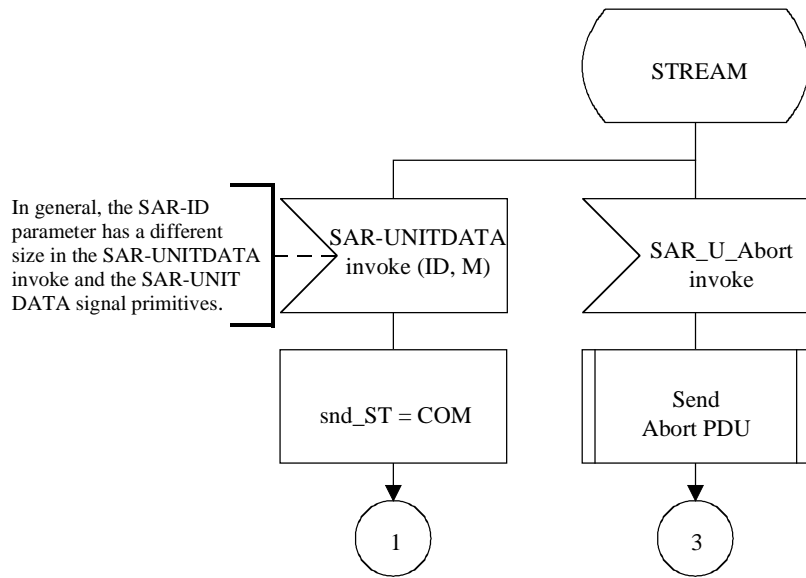 STREAM
In general, the SAR-ID
parameter has a different
size in the SAR-UNITDATA
invoke and the SAR-UNIT
DATA signal primitives.
SAR-UNITDATA
invoke (ID, M)
SAR_U_Abort
invoke
snd_ST = COM
Send
Abort PDU
1
3